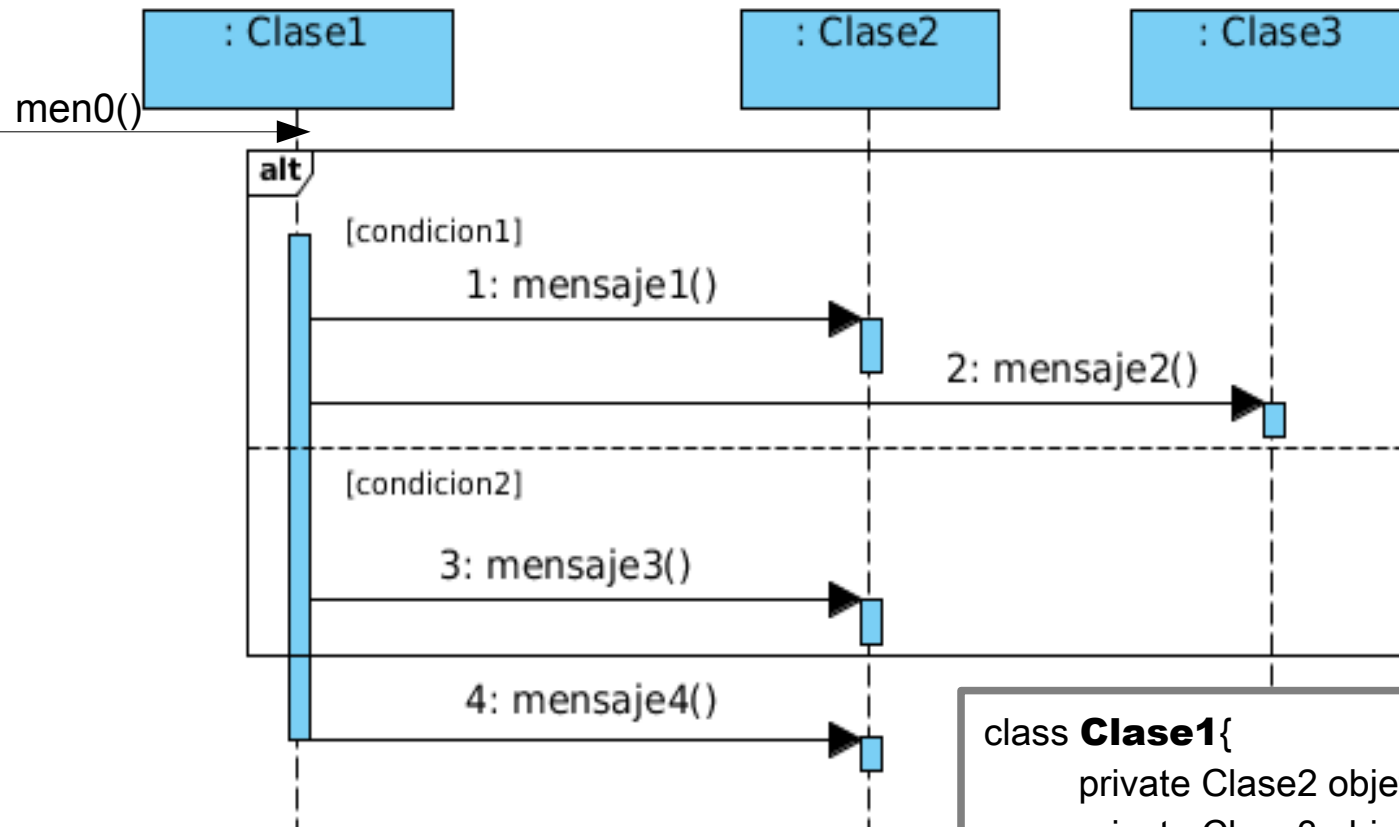 : Clase1
: Clase2
: Clase3
men0()
alt
[condicion1]
1: mensaje1()
2: mensaje2()
[condicion2]
3: mensaje3()
4: mensaje4()
class Clase1{
private Clase2 obje